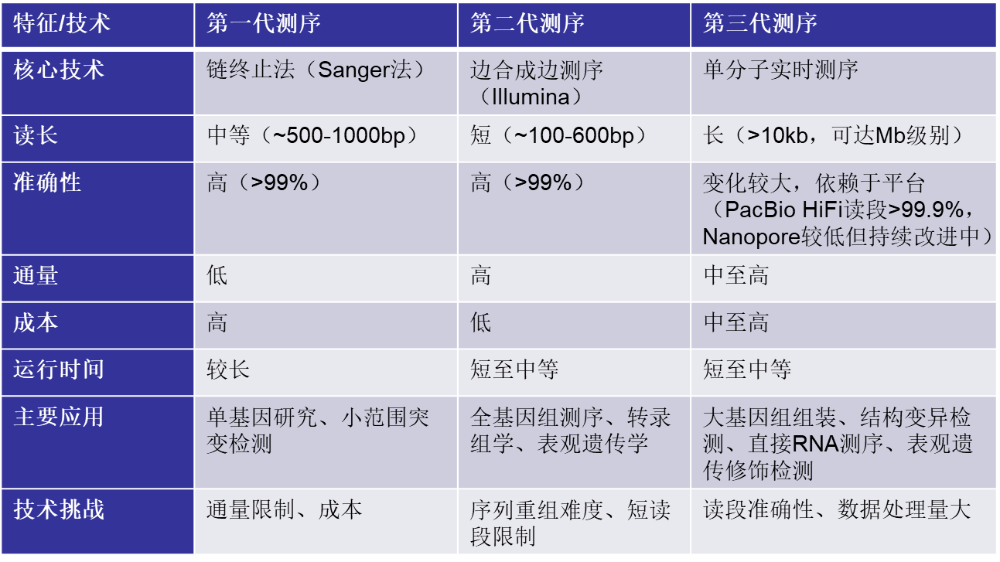 特征/技术
第一代测序
第二代测序
第三代测序
核心技术
链终止法（Sanger法）
边合成边测序
（Illumina）
单分子实时测序
读长
中等（~500-1000bp）
短（~100-600bp）
长（>10kb，可达Mb级别）
准确性
高（>99%）
高（>99%）
变化较大，依赖于平台
（PacBio HiFi读段>99.9%，
Nanopore较低但持续改进中）
通量
低
高
中至高
成本
高
低
中至高
运行时间
较长
短至中等
短至中等
主要应用
单基因研究、小范围突
变检测
全基因组测序、转录
组学、表观遗传学
大基因组组装、结构变异检
测、直接RNA测序、表观遗
传修饰检测
技术挑战
通量限制、成本
序列重组难度、短读
段限制
读段准确性、数据处理量大